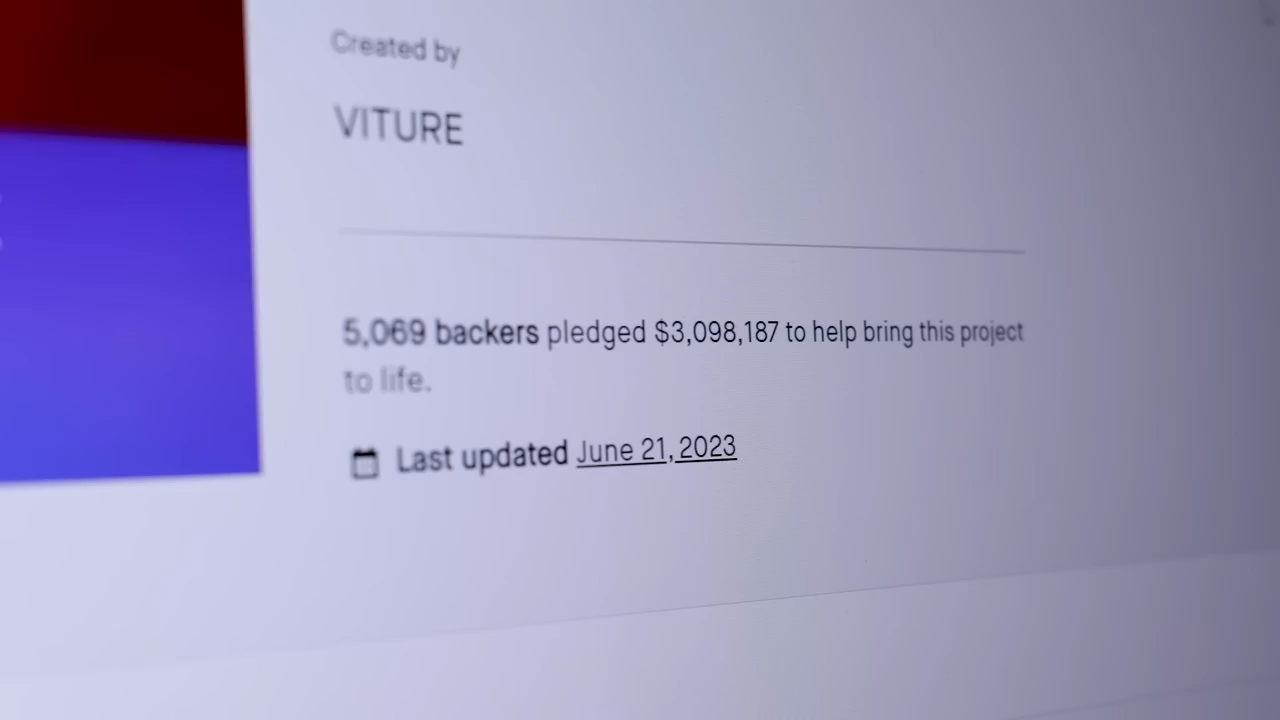 Created by
VITURE
5,069 backers pledged $3,098,187 to help bring this project
to life.
Last updated June 21, 2023